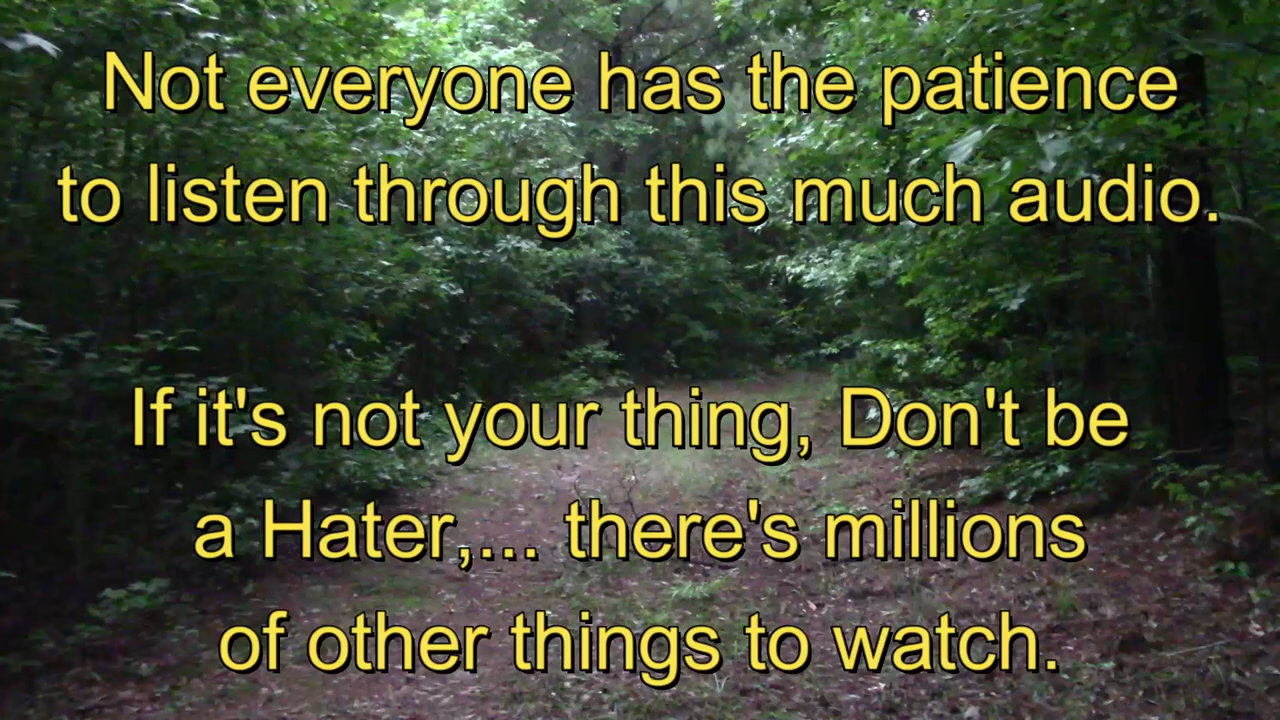 Not everyone has the patience
to listen through this much audio.
If it's not your thing, Don't be
a Hater,... there's millions
of other things to watch.